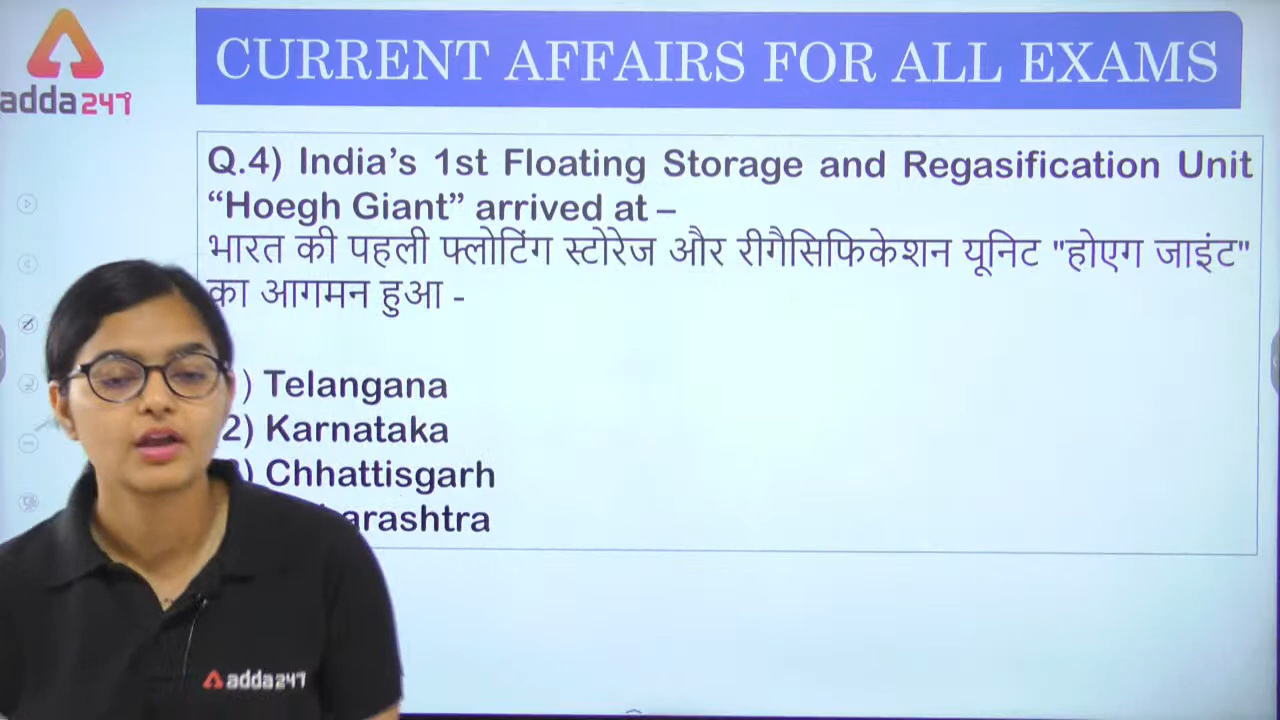 adda247
CURRENT AFFAIRS FOR ALL EXAMS
Q.4) India's 1st Floating Storage and Regasification Unit
“Hoegh Giant” arrived at –
भारत की पहली फ्लोटिंग स्टोरेज और रीगैसिफिकेशन यूनिट "होएग जाइंट"
का आगमन हुआ -
) Telangana
2) Karnataka
) Chhattisgarh
arashtra
adda247